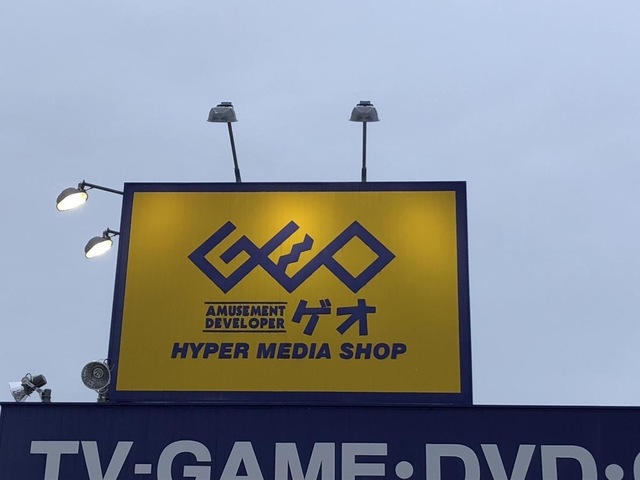 GEO
AMUSEMENT
DEVELOPER
ゲオ
HYPER MEDIA SHOP
TV-GAME・DVD・